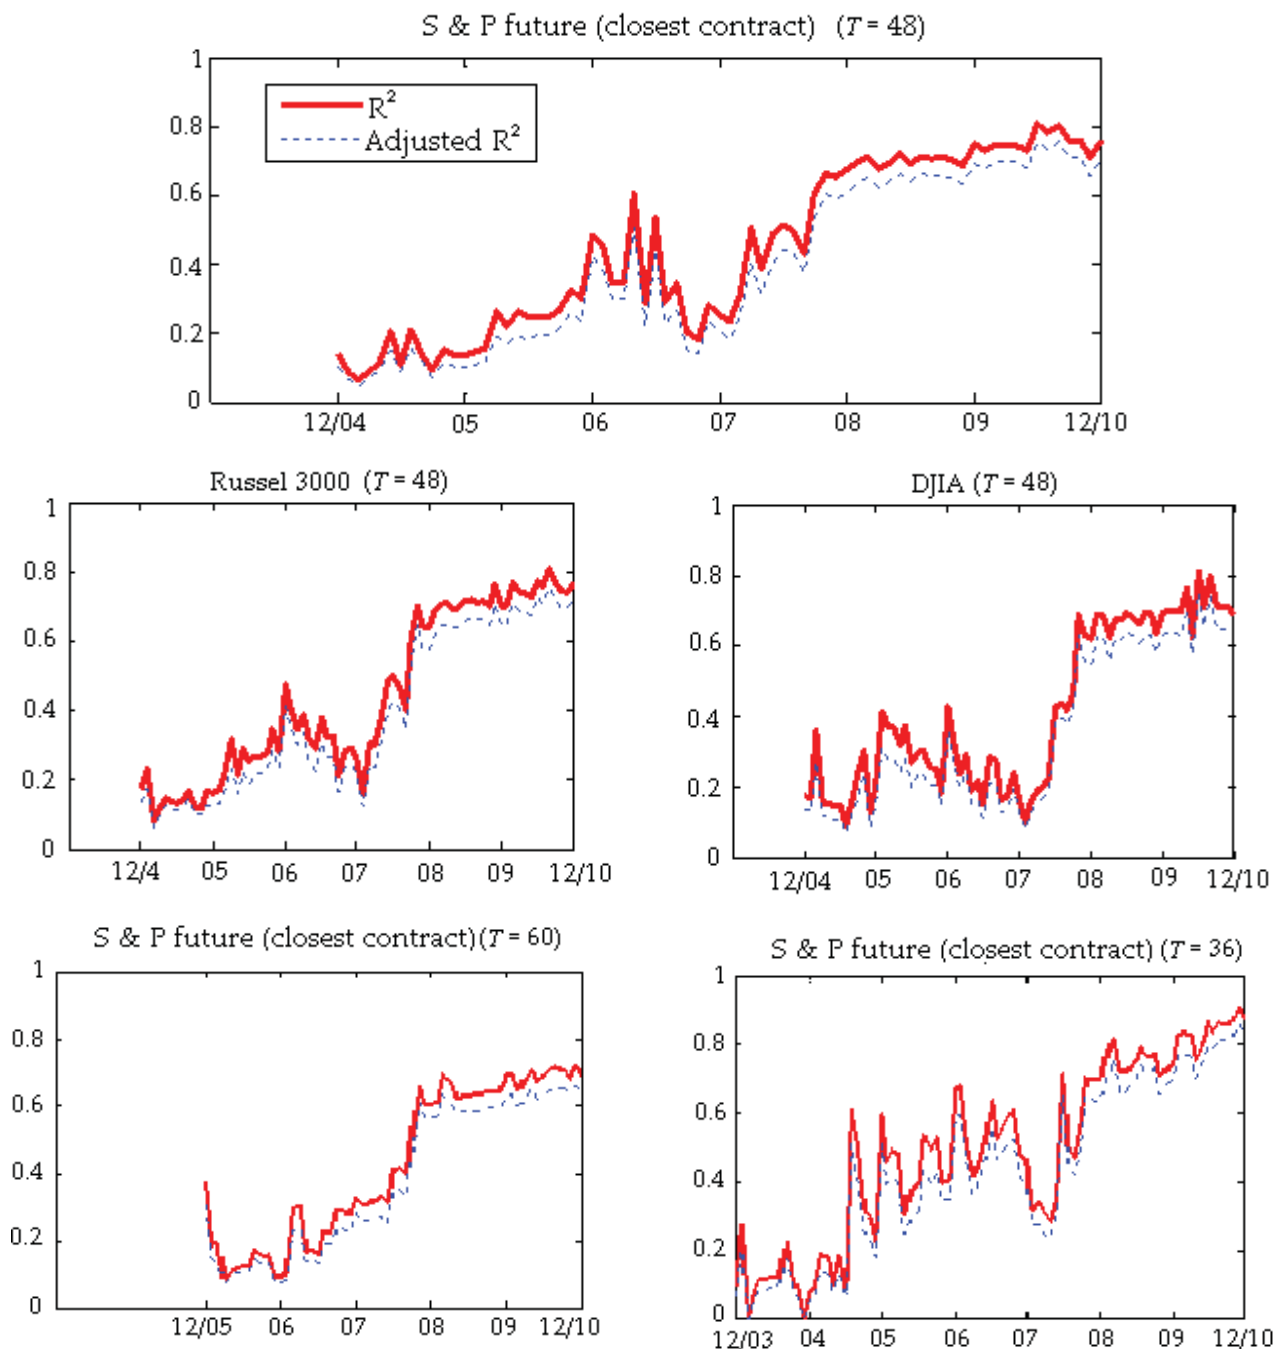 S & P future (closest contract) (T = 48)
1
0.8
0.6
0.4
0.2
0
R²
Adjusted R²
12/04 05 06 07 08 09 12/10
Russel 3000 (T = 48)
1
0.8
0.6
0.4
0.2
0
12/4 05 06 07 08 09 12/10
DJIA (T = 48)
1
0.8
0.6
0.4
0.2
0
12/04 05 06 07 08 09 12/10
S & P future (closest contract) (T = 60)
1
0.8
0.6
0.4
0.2
0
12/05 06 07 08 09 12/10
S & P future (closest contract) (T = 36)
1
0.8
0.6
0.4
0.2
0
12/03 04 05 06 07 08 09 12/10